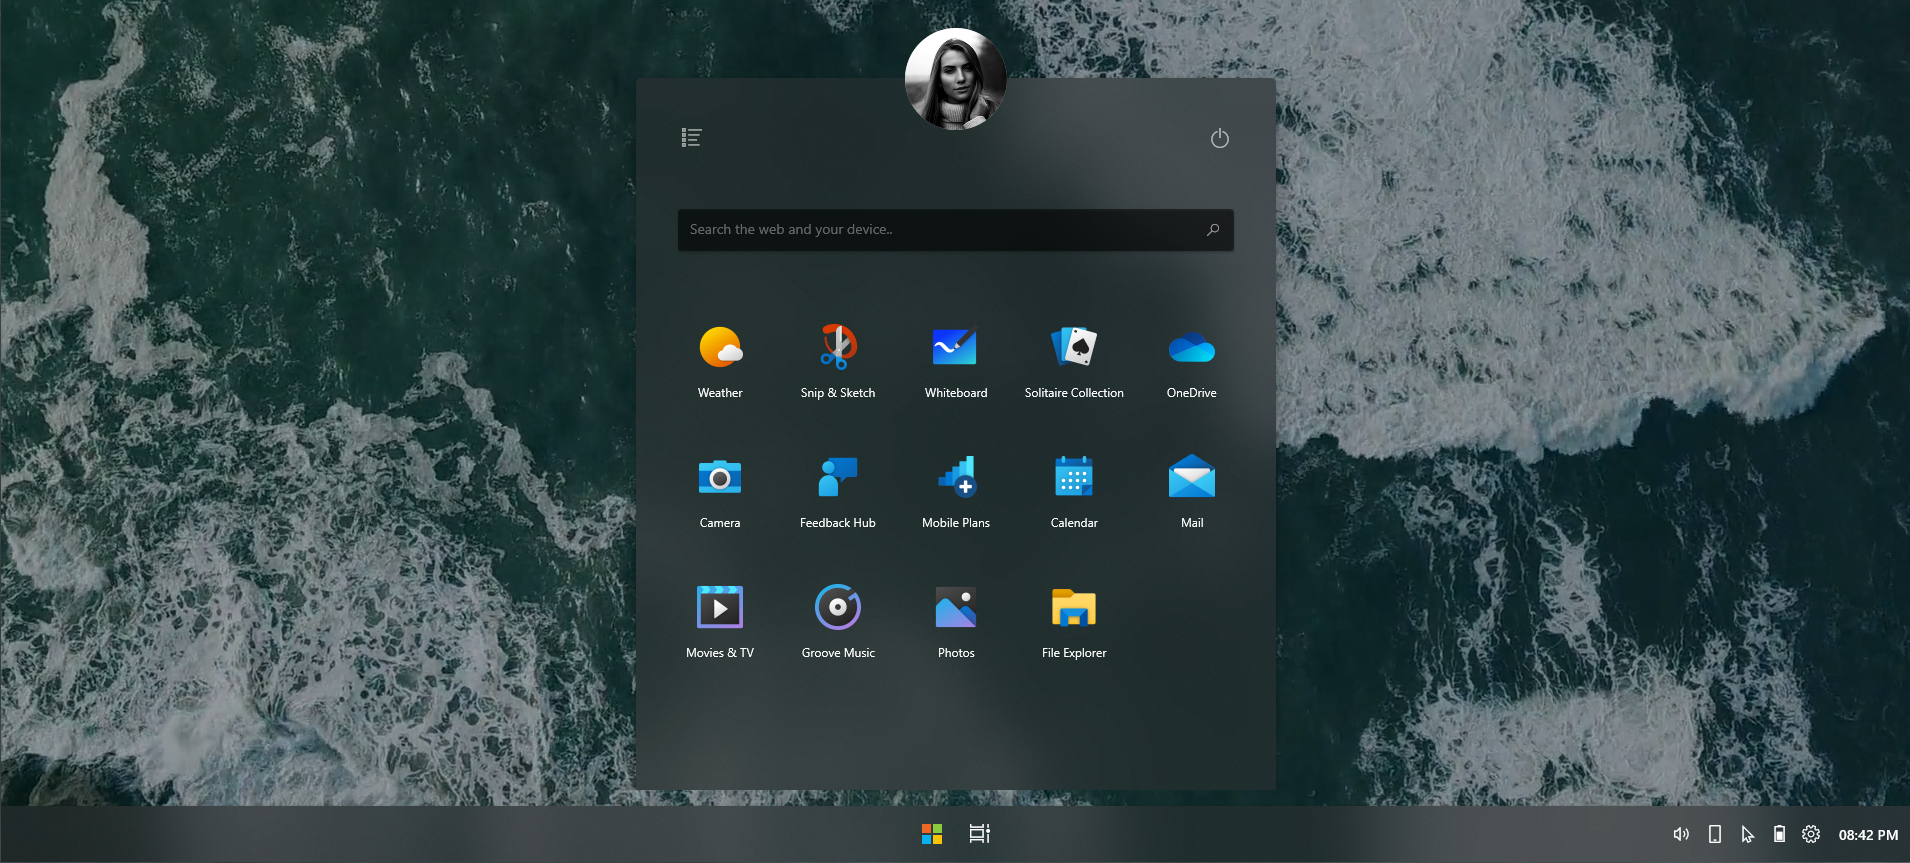 Search the web and your device..
Weather
Snip & Sketch
Whiteboard
Solitaire Collection
OneDrive
Camera
Feedback Hub
Mobile Plans
Calendar
Mail
Movies & TV
Groove Music
Photos
File Explorer
08:42 PM